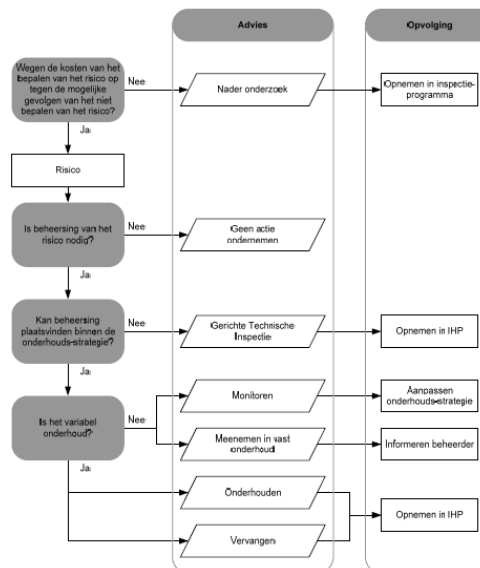 Advies
Opvolging
Wegen de kosten van het
bepalen van het risico op
tegen de mogelijke
gevolgen van het niet
bepalen van het risico?
Nee
Nader onderzoek
Opnemen in inspectie-
programma
Ja
Risico
Is beheersing van het
risico nodig?
Nee
Geen actie
ondernemen
Ja
Kan beheersing
plaatsvinden binnen de
onderhouds-strategie?
Nee
Gerichte Technische
Inspectie
Opnemen in IHP
Ja
Is het variabel
onderhoud?
Nee
Monitoren
Aanpassen
onderhouds-strategie
Meenemen in vast
onderhoud
Informeren beheerder
Ja
Onderhouden
Vervangen
Opnemen in IHP